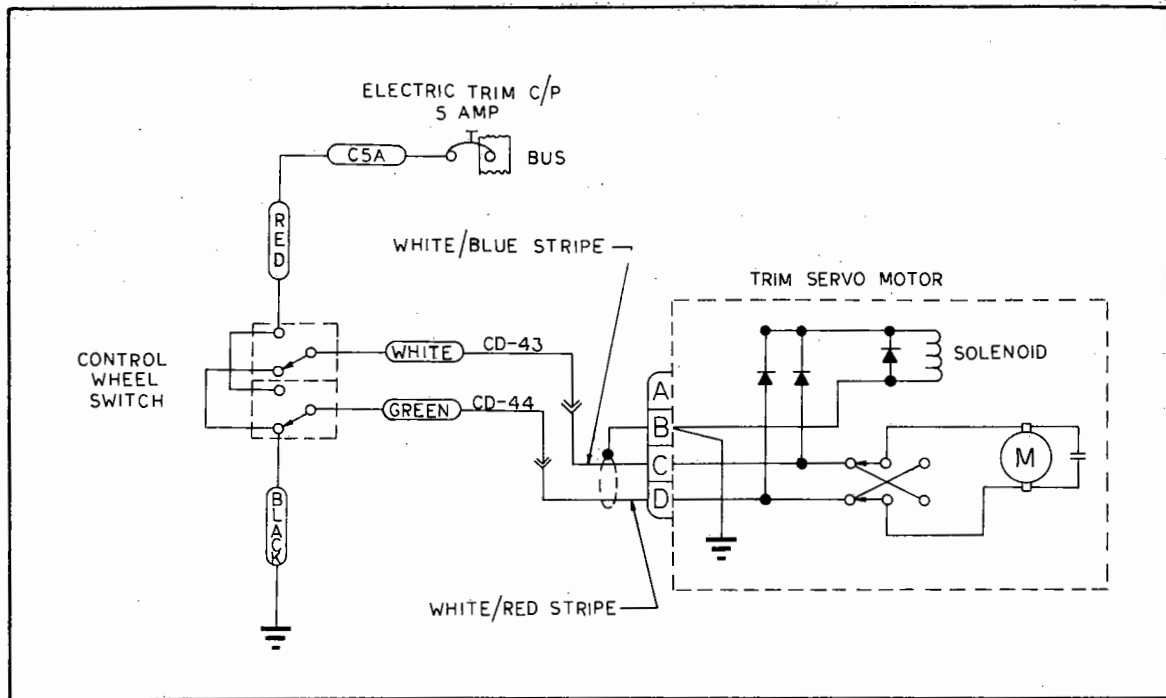 ELECTRIC TRIM C/P
5 AMP
C5A
BUS
RED
WHITE/BLUE STRIPE
TRIM SERVO MOTOR
CONTROL
WHEEL
SWITCH
WHITE
CD-43
SOLENOID
GREEN
CD-44
A
B
C
D
M
BLACK
WHITE/RED STRIPE